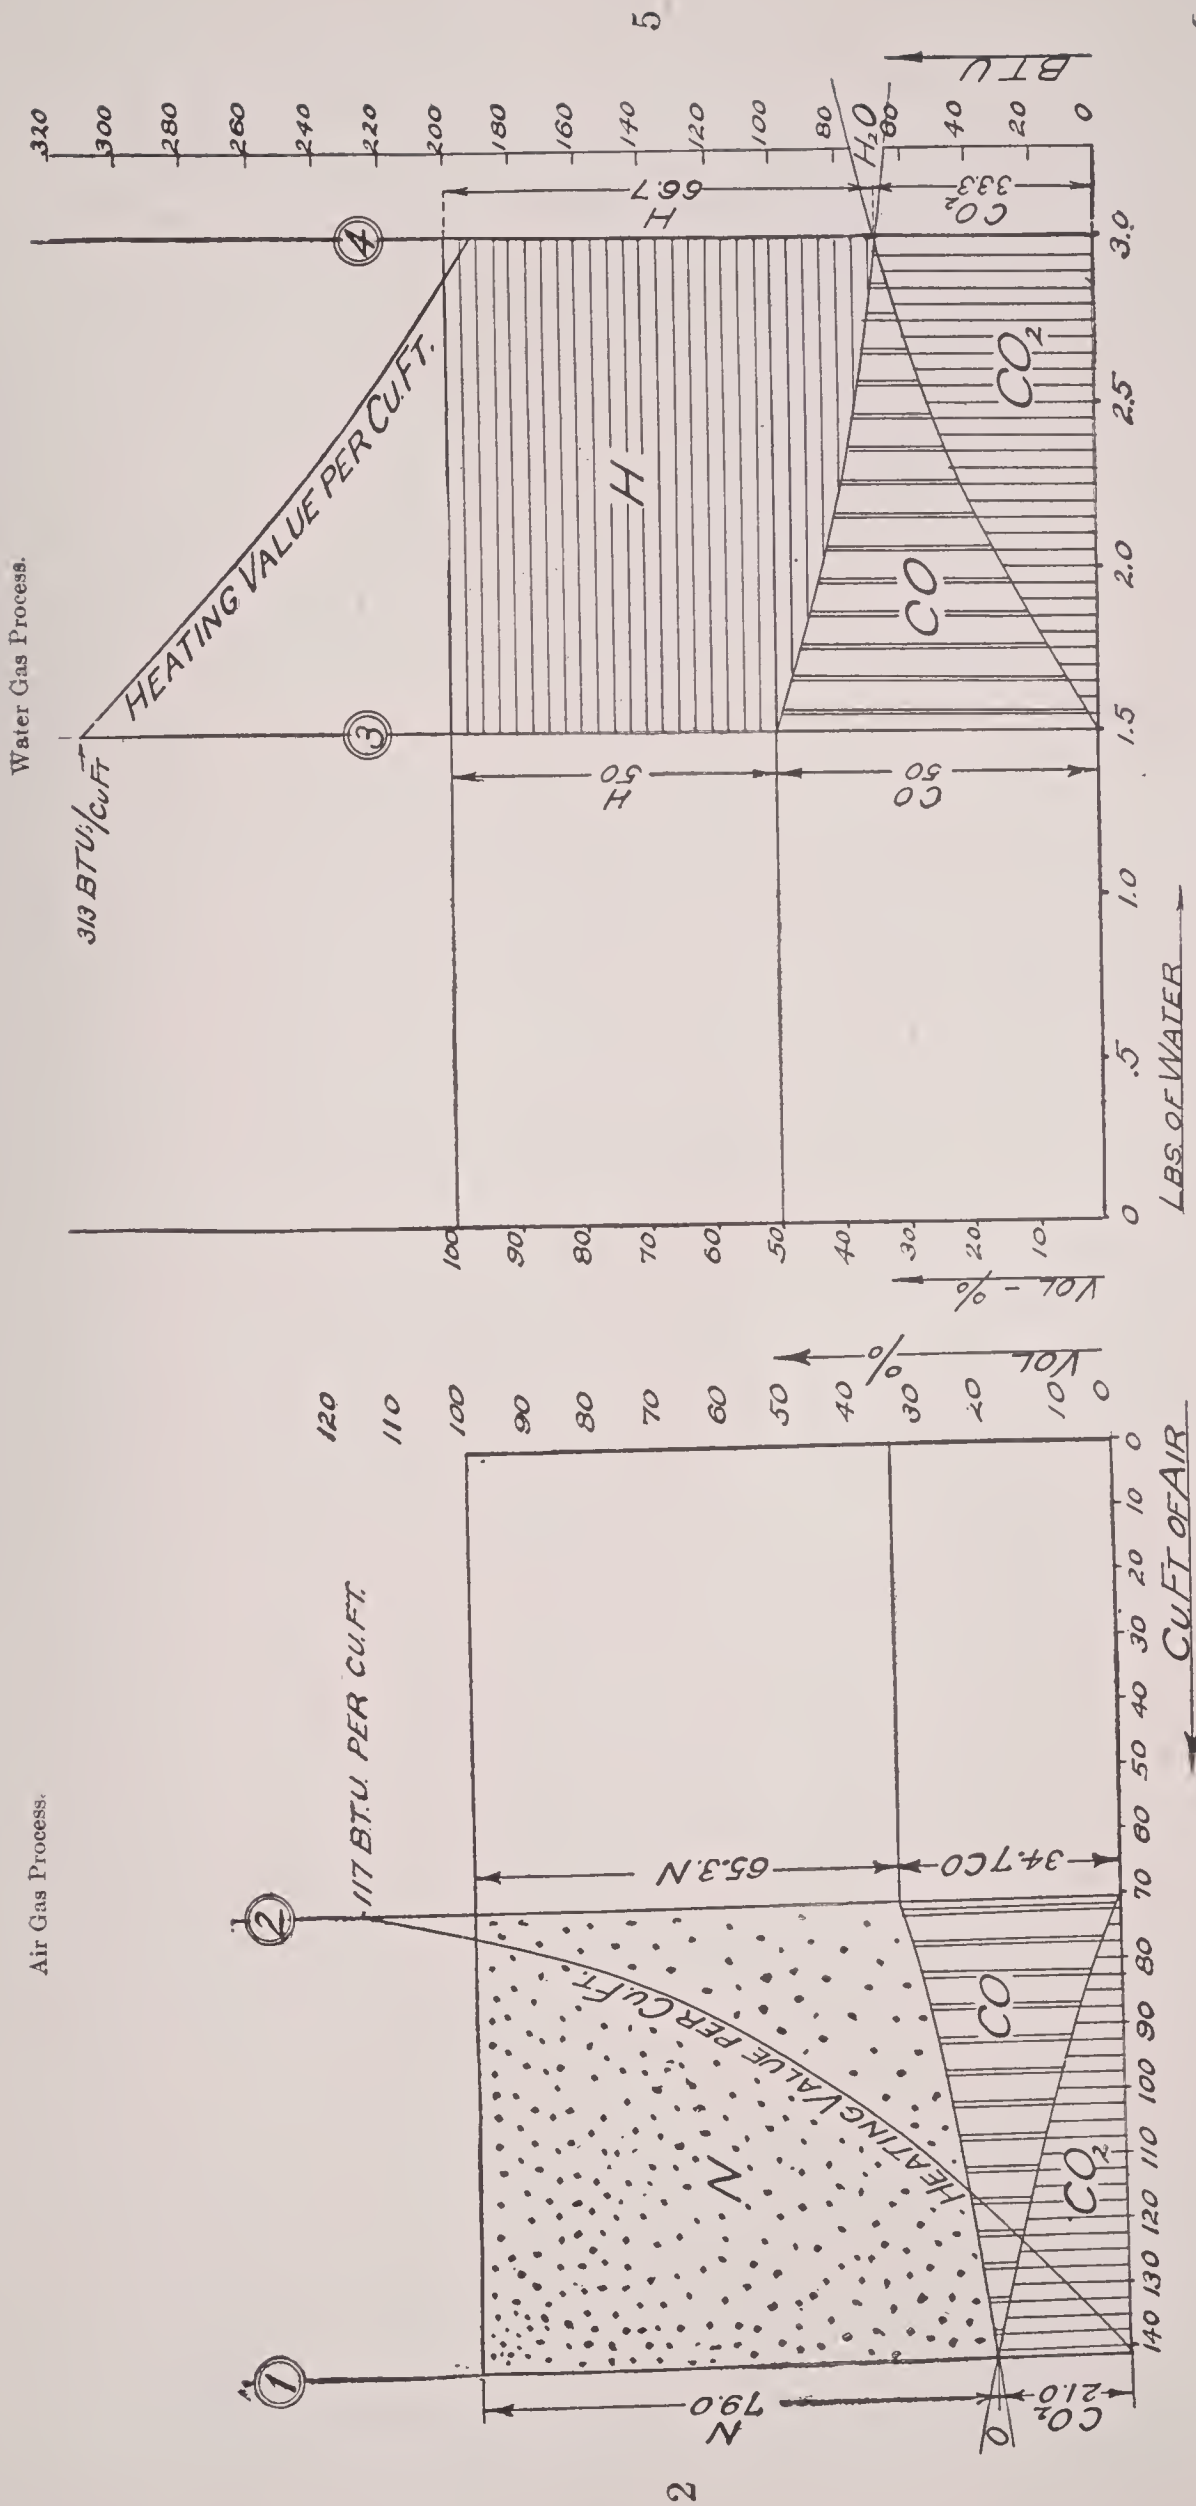 Air Gas Process.
Water Gas Process.
1
2
117 B.T.U. PER CU.FT.
120
110
100
90
80
70
60
50
40
30
20
10
0
VOL %
N
79.0
CO2
21.0
O
N
HEATING VALUE PER CU.FT.
CO
CO2
65.3 N
34.7 CO
140 130 120 110 100 90 80 70 60 50 40 30 20 10 0
CU.FT OF AIR
313 BTU./CU FT
3
4
HEATING VALUE PER CU.FT.
100
90
80
70
60
50
40
30
20
10
VOL - %
H
50
CO
50
H
CO
CO2
H
66.7
CO2
33.3
H2O
320
300
280
260
240
220
200
180
160
140
120
100
80
60
40
20
0
BTU
0 .5 1.0 1.5 2.0 2.5 3.0
LBS. OF WATER
2
5